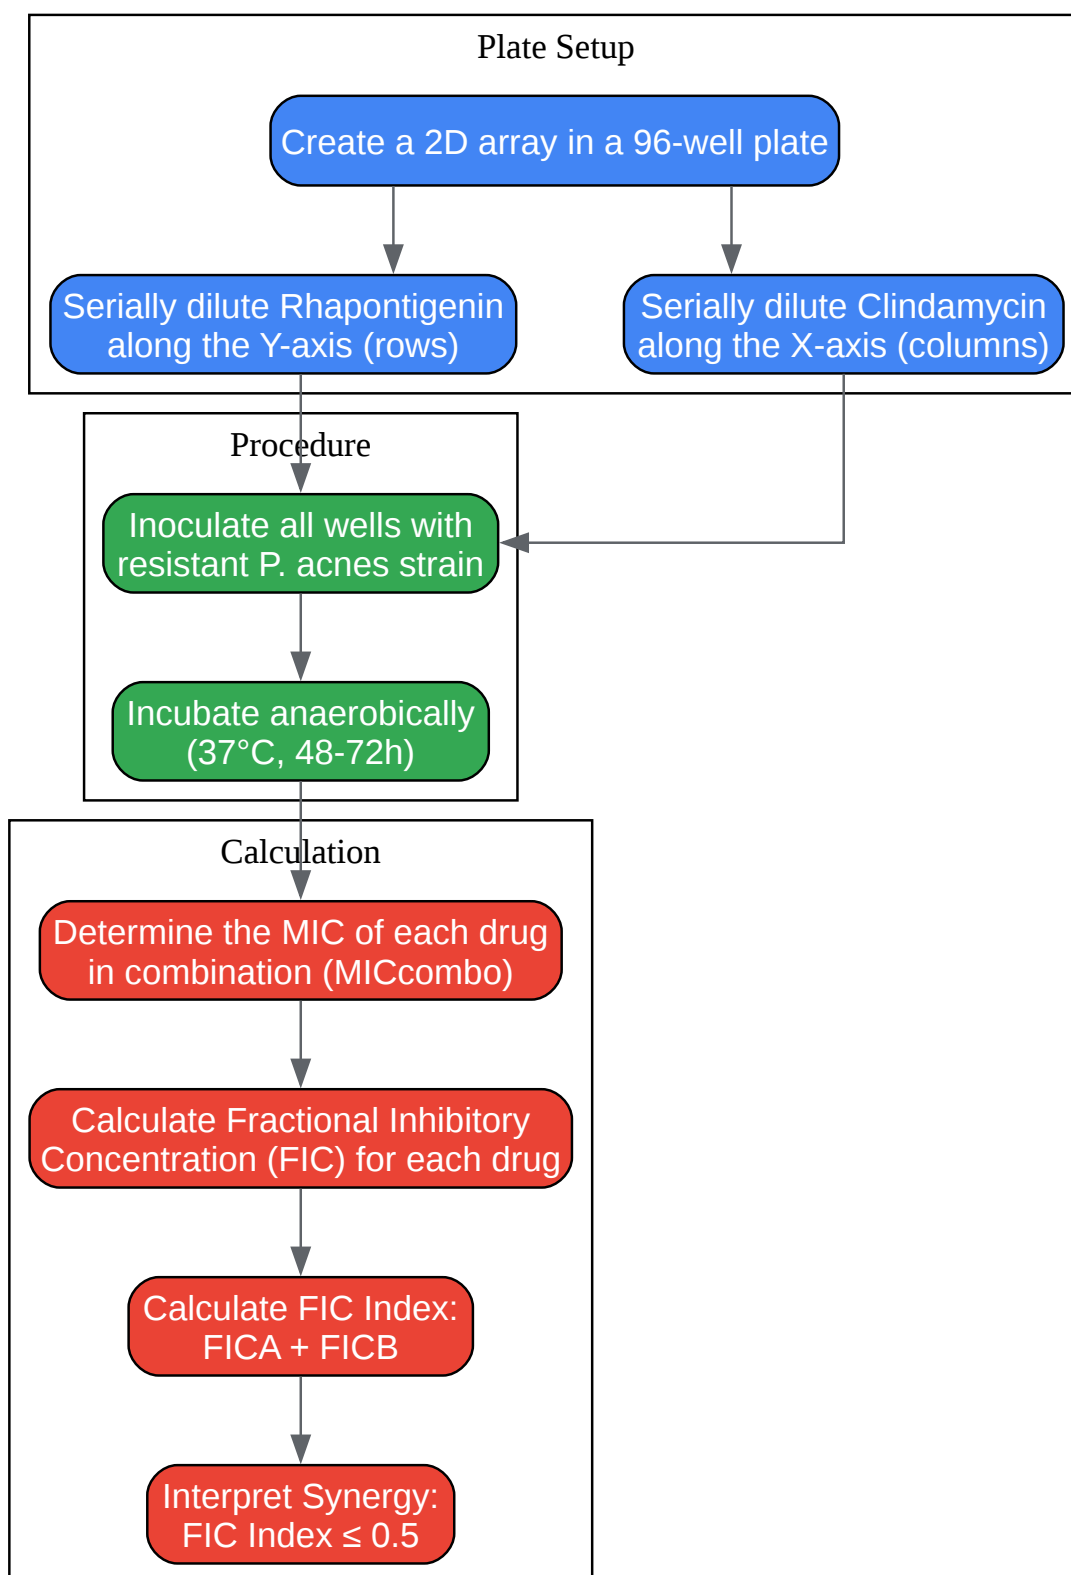 Plate Setup
Create a 2D array in a 96-well plate
Serially dilute Rhapontigenin
along the Y-axis (rows)
Serially dilute Clindamycin
along the X-axis (columns)
Procedure
Inoculate all wells with
resistant P. acnes strain
Incubate anaerobically
(37°C, 48-72h)
Calculation
Determine the MIC of each drug
in combination (MICcombo)
Calculate Fractional Inhibitory
Concentration (FIC) for each drug
Calculate FIC Index:
FICA + FICB
Interpret Synergy:
FIC Index ≤ 0.5